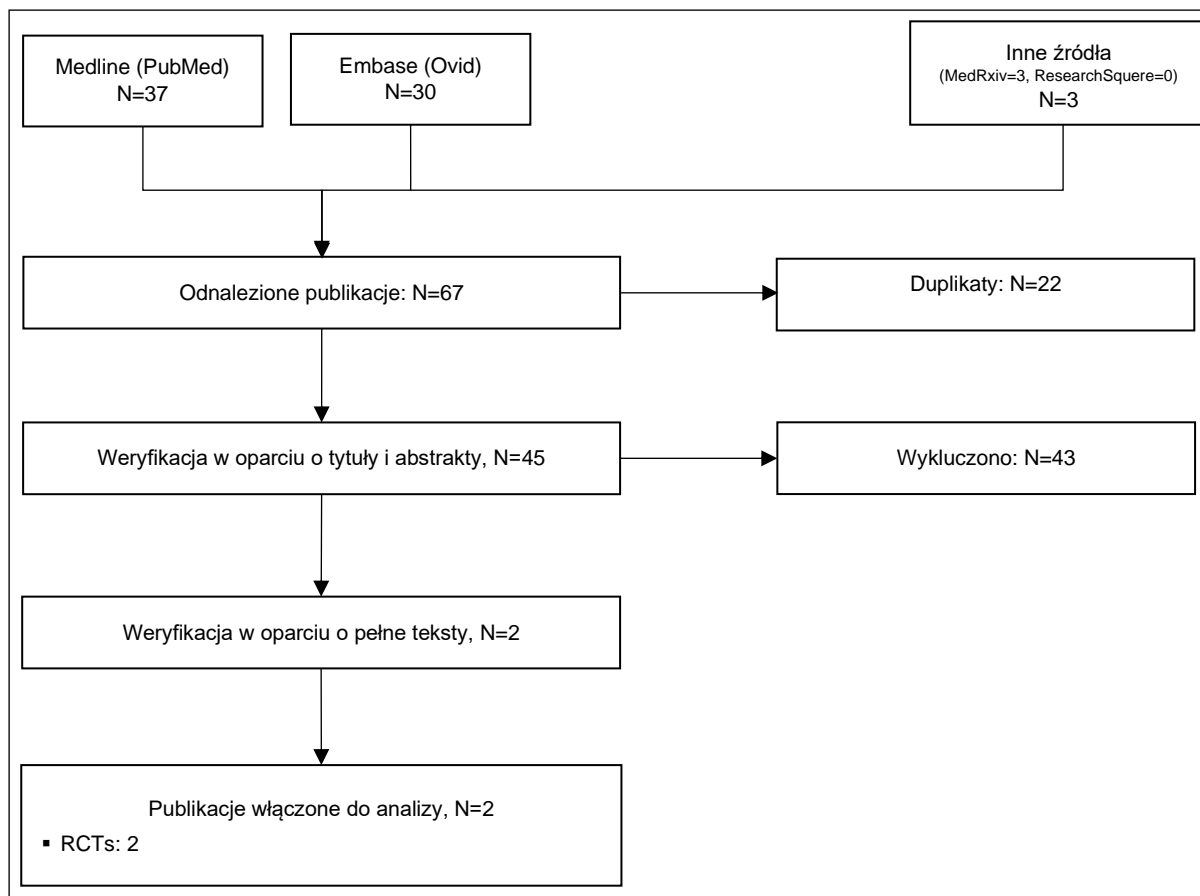 Medline (PubMed)
N=37
Embase (Ovid)
N=30
Inne źródła
(MedRxiv=3, ResearchSquere=0)
N=3
Odnalezione publikacje: N=67
Duplikaty: N=22
Weryfikacja w oparciu o tytuły i abstrakty, N=45
Wykluczono: N=43
Weryfikacja w oparciu o pełne teksty, N=2
Publikacje włączone do analizy, N=2
▪ RCTs: 2